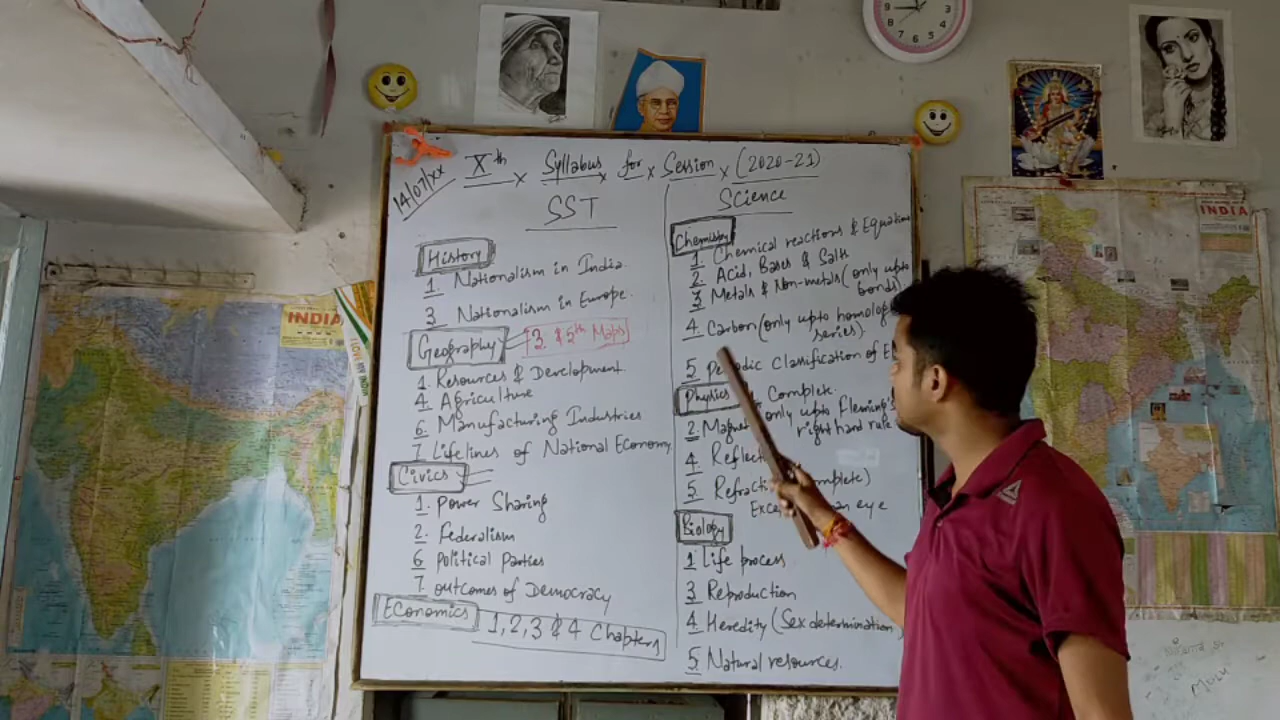 14/07/xx
Xth x Syllabus x for x Session x (2020-21)
SST
History
1. Nationalism in India.
3 Nationalism in Europe.
Geography
3. & 5th Maps
1. Resources & Development.
4 Agriculture
6. Manufacturing Industries
7 Lifelines of National Economy
Civics
1. Power Sharing
2. Federalism
6 Political Parties
7. outcomes of Democracy
Economics
1, 2, 3 & 4 Chapters
Science
Chemistry
1. Chemical reactions & Equations
2. Acid, Bases & Salts
3 Metals & Non-metals (only upto
bonds)
4. Carbon (only upto
series)
5 Classification of
Physics
Complete.
2. only upto Fleming's
right hand rule
4
5.
an eye
Biology
1 Life process
3 Reproduction
4 Heredity (Sex determination)
5. Natural resources.
INDIA
INDIA